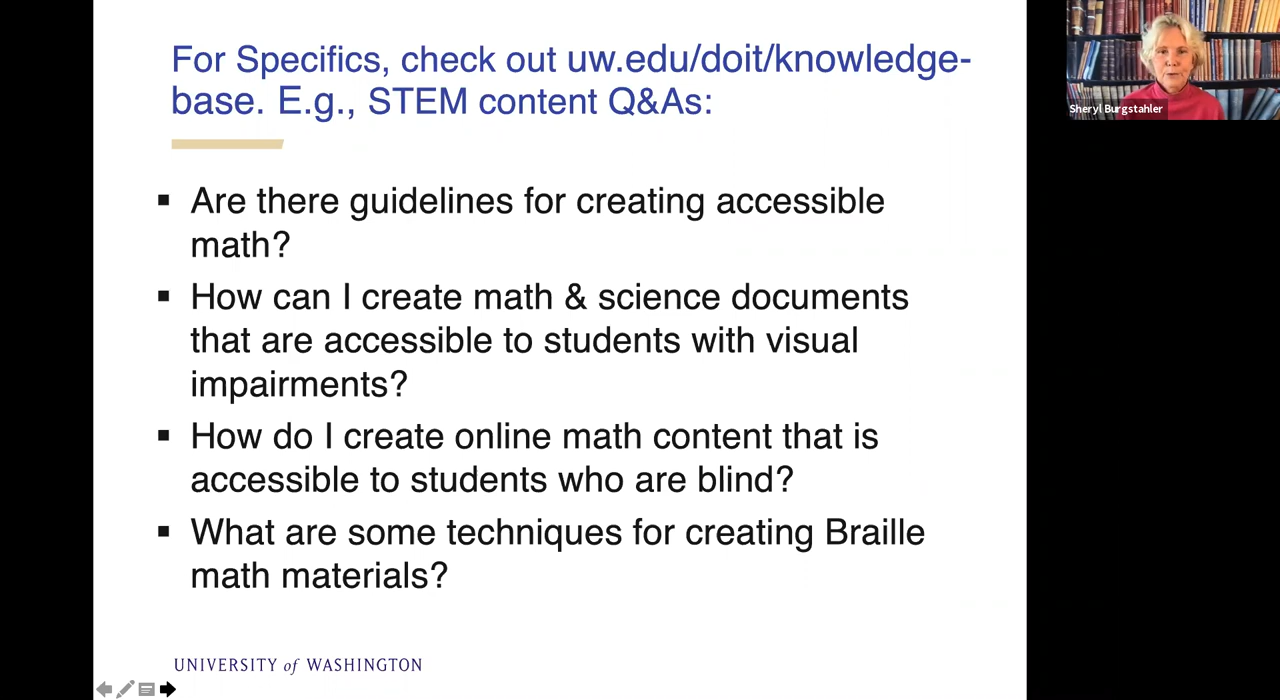 For Specifics, check out uw.edu/doit/knowledge-
base. E.g., STEM content Q&As:
Sheryl Burgstahler
▪ Are there guidelines for creating accessible
math?
▪ How can I create math & science documents
that are accessible to students with visual
impairments?
▪ How do I create online math content that is
accessible to students who are blind?
▪ What are some techniques for creating Braille
math materials?
UNIVERSITY of WASHINGTON